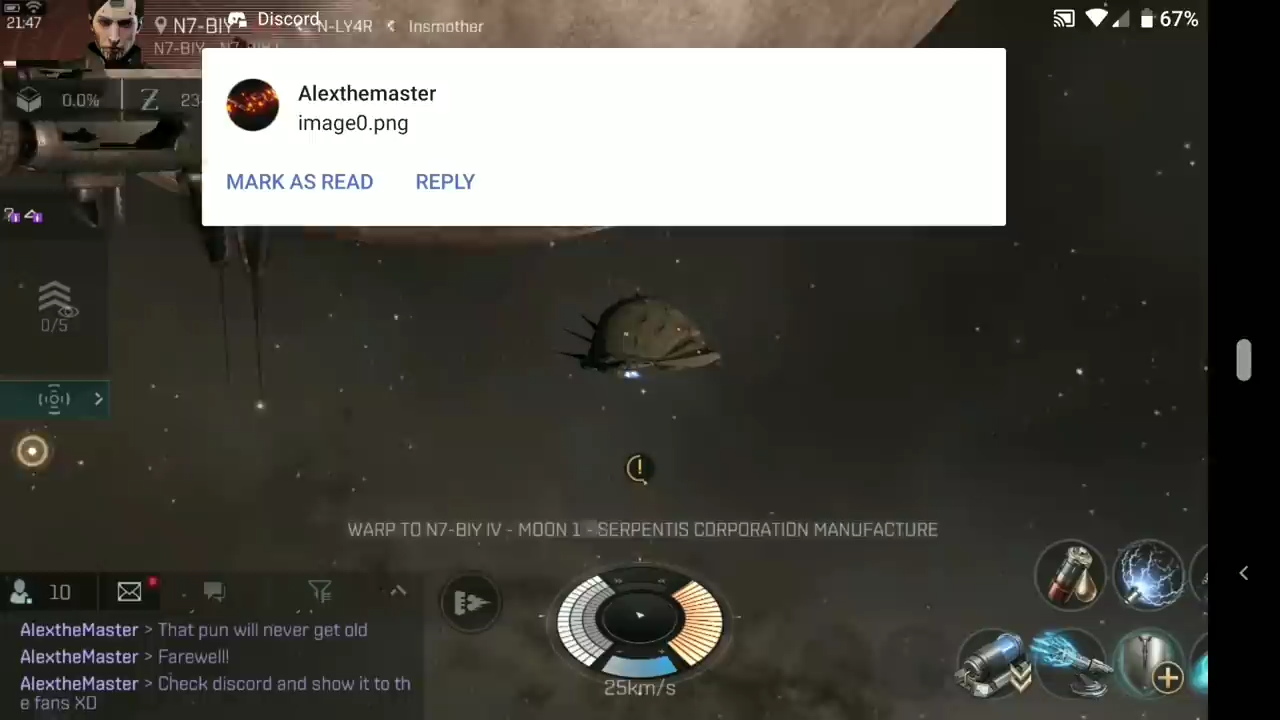 21:47
N7-BIY
Discord
< N-LY4R < Insmother
67%
Alexthemaster
image0.png
MARK AS READ REPLY
0.0%
0/5
WARP TO N7-BIY IV - MOON 1 - SERPENTIS CORPORATION MANUFACTURE
10
AlextheMaster > That pun will never get old
AlextheMaster > Farewell!
AlextheMaster > Check discord and show it to th
e fans XD
25km/s